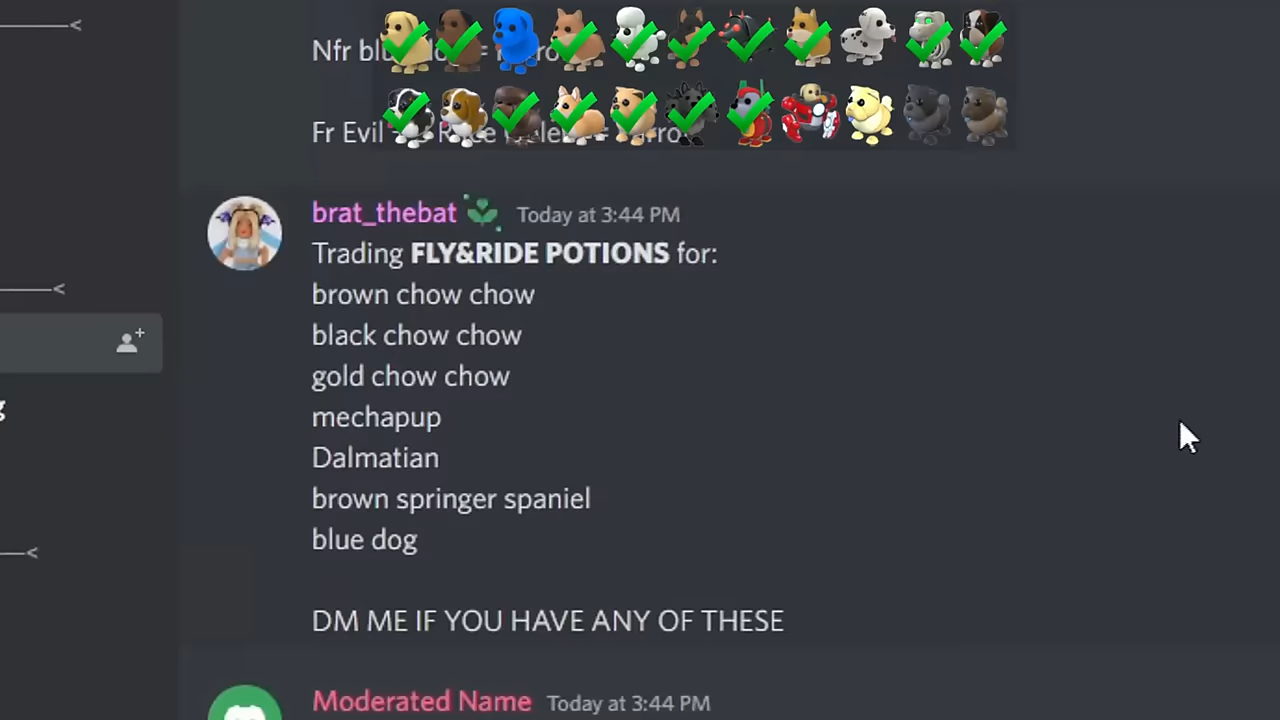 Nfr blu
Fr Evil
brat_thebat Today at 3:44 PM
Trading FLY&RIDE POTIONS for:
brown chow chow
black chow chow
gold chow chow
mechapup
Dalmatian
brown springer spaniel
blue dog
DM ME IF YOU HAVE ANY OF THESE
Moderated Name Today at 3:44 PM